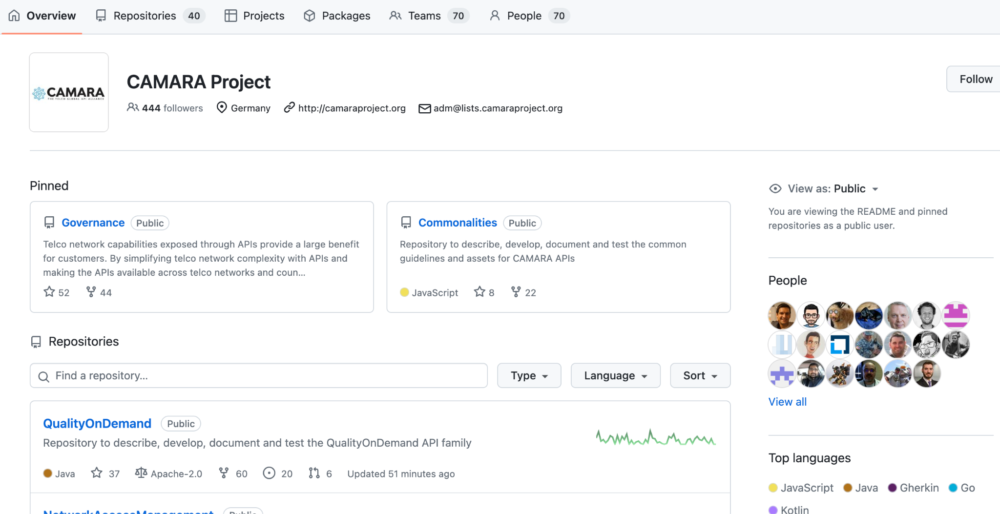 Overview Repositories 40 Projects Packages Teams 70 People 70
CAMARA
THE TELCO GLOBAL API ALLIANCE
CAMARA Project
444 followers Germany http://camaraproject.org adm@lists.camaraproject.org
Follow
Pinned
Governance Public
Telco network capabilities exposed through APIs provide a large benefit
for customers. By simplifying telco network complexity with APIs and
making the APIs available across telco networks and coun...
52 44
Commonalities Public
Repository to describe, develop, document and test the common
guidelines and assets for CAMARA APIs
JavaScript 8 22
Repositories
Find a repository...
Type Language Sort
QualityOnDemand Public
Repository to describe, develop, document and test the QualityOnDemand API family
Java 37 Apache-2.0 60 20 6 Updated 51 minutes ago
NetworkAccessManagement Public
View as: Public
You are viewing the README and pinned
repositories as a public user.
People
View all
Top languages
JavaScript Java Gherkin Go
Kotlin